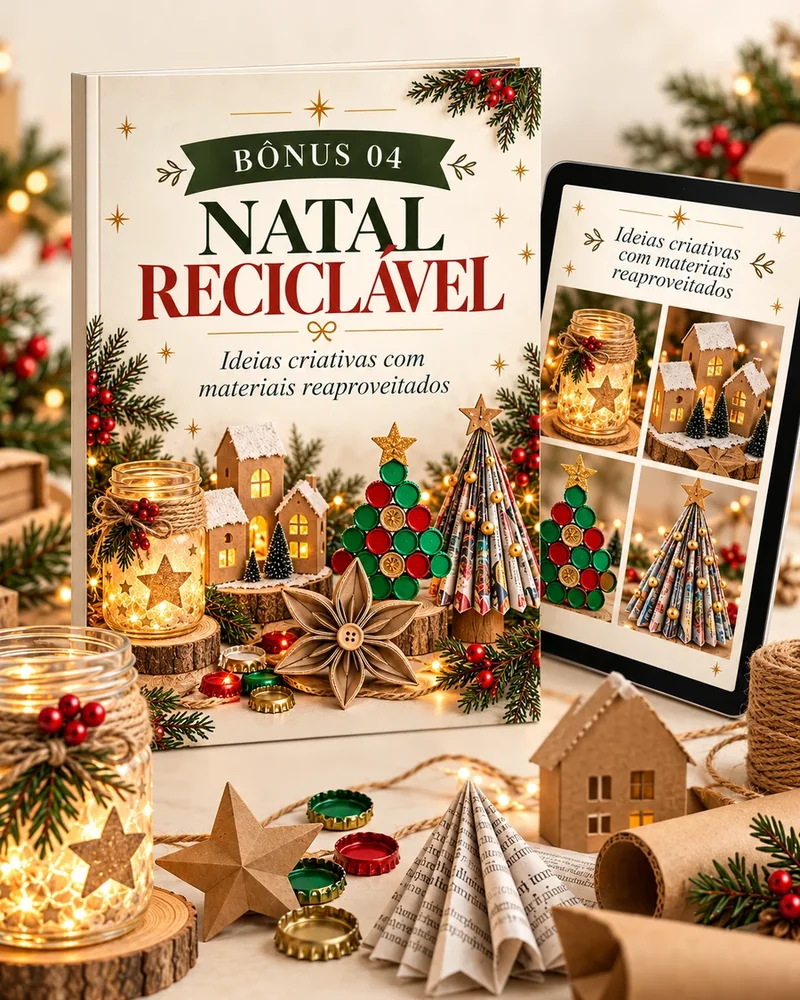 BÔNUS 04
NATAL
RECICLÁVEL
Ideias criativas com
materiais reaproveitados
Ideias criativas
com materiais
reaproveitados